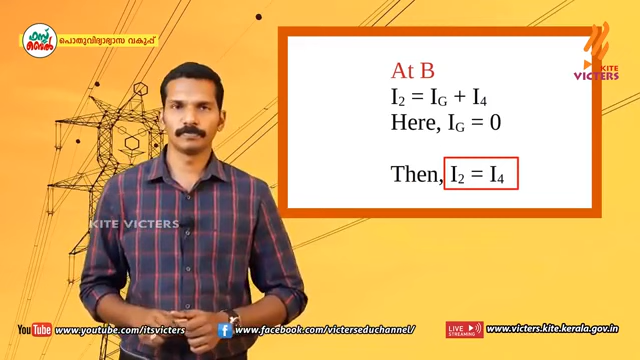 ഫസ്റ്റ് ബെൽ
പൊതുവിദ്യാഭ്യാസ വകുപ്പ്
KITE
VICTERS
At B
I₂ = I_G + I₄
Here, I_G = 0
Then, I₂ = I₄
KITE VICTERS
YouTube www.youtube.com/itsvicters
www.facebook.com/victerseduchannel/
LIVE STREAMING www.victers.kite.kerala.gov.in